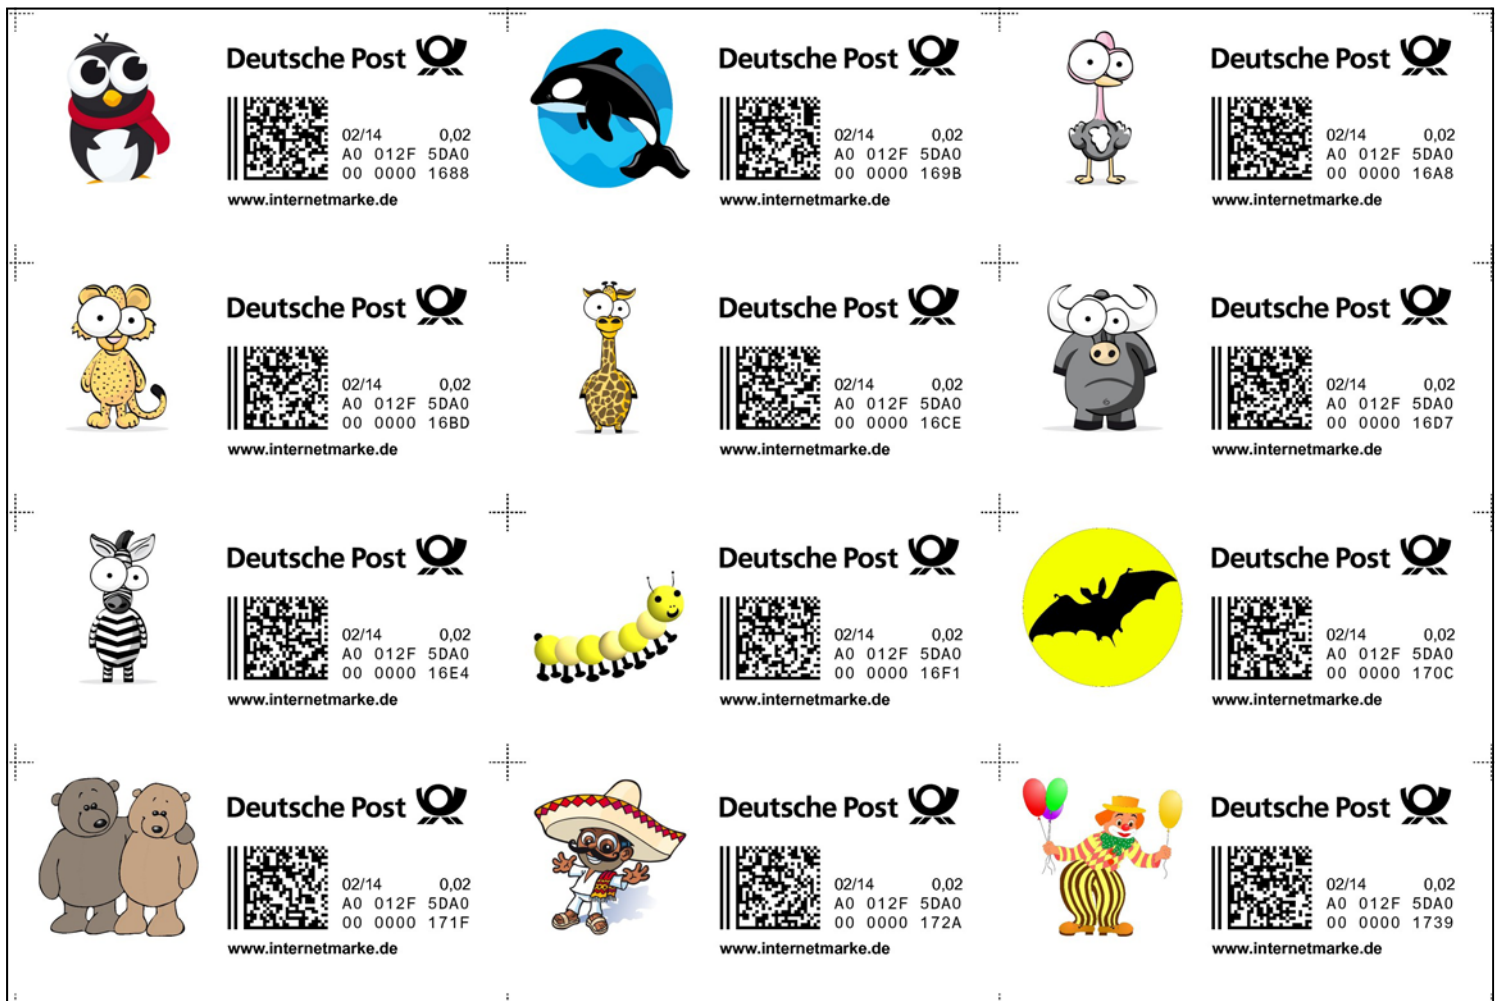 Deutsche Post
02/14 0,02
A0 012F 5DA0
00 0000 1688
www.internetmarke.de
Deutsche Post
02/14 0,02
A0 012F 5DA0
00 0000 169B
www.internetmarke.de
Deutsche Post
02/14 0,02
A0 012F 5DA0
00 0000 16A8
www.internetmarke.de
Deutsche Post
02/14 0,02
A0 012F 5DA0
00 0000 16BD
www.internetmarke.de
Deutsche Post
02/14 0,02
A0 012F 5DA0
00 0000 16CE
www.internetmarke.de
Deutsche Post
02/14 0,02
A0 012F 5DA0
00 0000 16D7
www.internetmarke.de
Deutsche Post
02/14 0,02
A0 012F 5DA0
00 0000 16E4
www.internetmarke.de
Deutsche Post
02/14 0,02
A0 012F 5DA0
00 0000 16F1
www.internetmarke.de
Deutsche Post
02/14 0,02
A0 012F 5DA0
00 0000 170C
www.internetmarke.de
Deutsche Post
02/14 0,02
A0 012F 5DA0
00 0000 171F
www.internetmarke.de
Deutsche Post
02/14 0,02
A0 012F 5DA0
00 0000 172A
www.internetmarke.de
Deutsche Post
02/14 0,02
A0 012F 5DA0
00 0000 1739
www.internetmarke.de